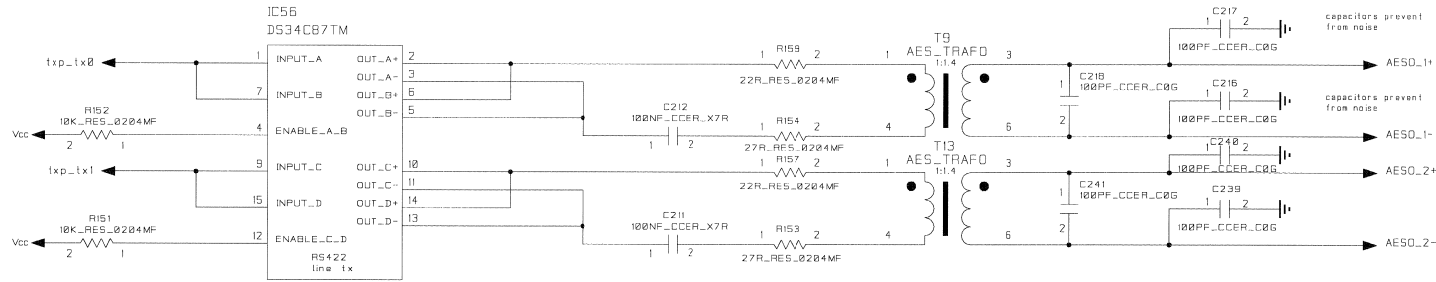 IC56
DS34C87TM
txp_tx0
1 INPUT_A OUT_A+ 2
OUT_A- 3
7 INPUT_B OUT_B+ 6
OUT_B- 5
R152
10K_RES_0204MF
Vcc 2 1
4 ENABLE_A_B
txp_tx1
9 INPUT_C OUT_C+ 10
OUT_C- 11
15 INPUT_D OUT_D+ 14
OUT_D- 13
R151
10K_RES_0204MF
Vcc 2 1
12 ENABLE_C_D
RS422
line tx
R159
1 2
22R_RES_0204MF
C212
100NF_CCER_X7R
1 2
R154
1 2
27R_RES_0204MF
R157
1 2
22R_RES_0204MF
C211
100NF_CCER_X7R
1 2
R153
1 2
27R_RES_0204MF
T9
AES_TRAFO
1:1.4
1 3
4 6
T13
AES_TRAFO
1:1.4
1 3
4 6
C217
1 2
100PF_CCER_C0G
capacitors prevent
from noise
AESO_1+
1
C218
100PF_CCER_C0G
2
C216
1 2
100PF_CCER_C0G
capacitors prevent
from noise
AESO_1-
C240
1 2
100PF_CCER_C0G
AESO_2+
1
C241
100PF_CCER_C0G
2
C239
1 2
100PF_CCER_C0G
AESO_2-